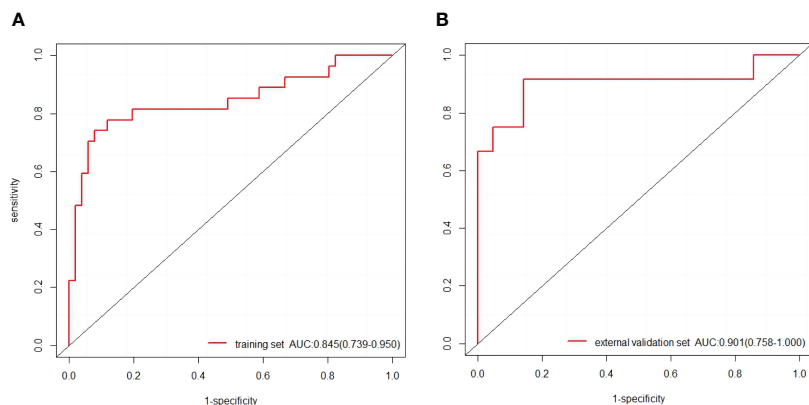 A
B
1.0
0.8
0.6
0.4
0.2
0.0
sensitivity
training set AUC:0.845(0.739-0.950)
0.0 0.2 0.4 0.6 0.8 1.0
1-specificity
1.0
0.8
0.6
0.4
0.2
0.0
external validation set AUC:0.901(0.758-1.000)
0.0 0.2 0.4 0.6 0.8 1.0
1-specificity